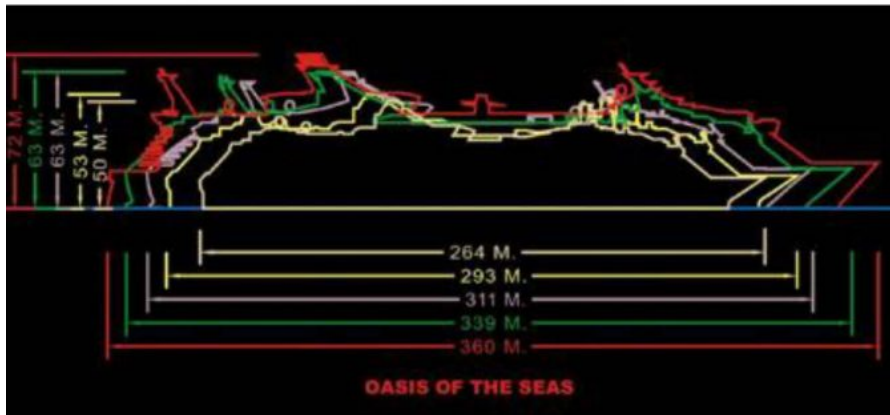 72 M.
63 M.
63 M.
53 M.
50 M.
264 M.
293 M.
311 M.
339 M.
360 M.
OASIS OF THE SEAS